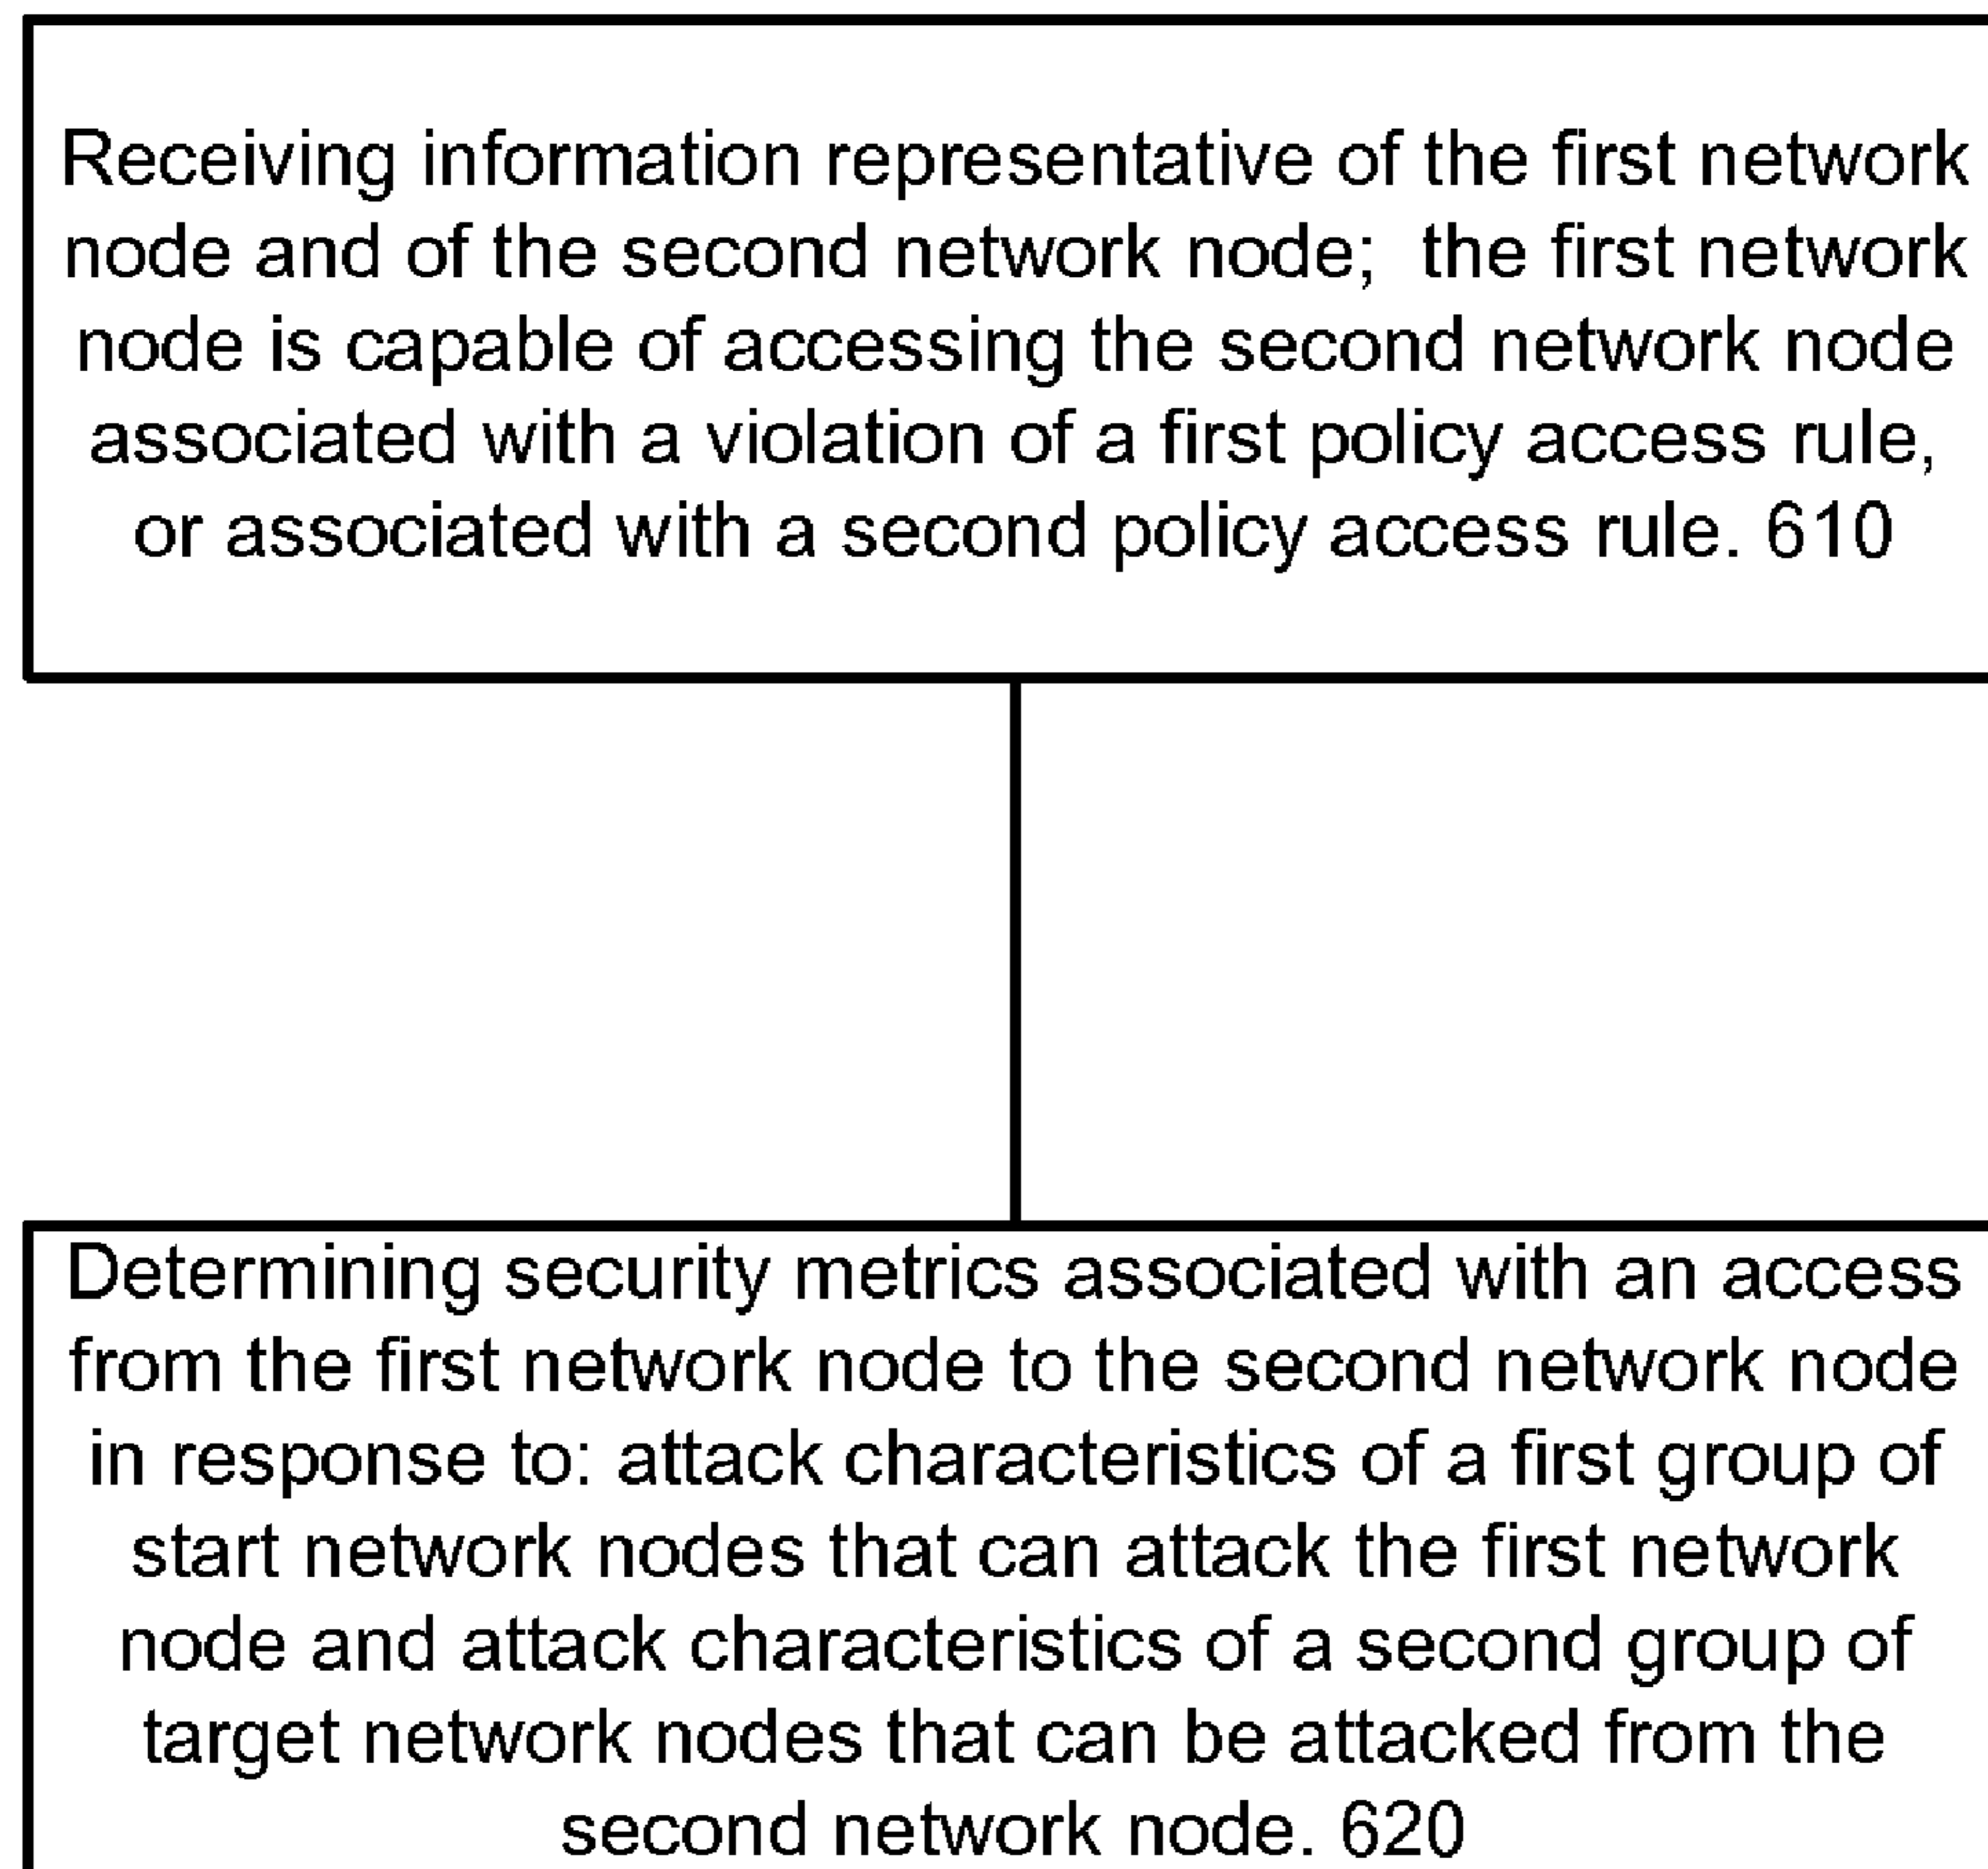 Receiving information representative of the first network
node and of the second network node;  the first network
node is capable of accessing the second network node
associated with a violation of a first policy access rule,
or associated with a second policy access rule. 610
Determining security metrics associated with an access
from the first network node to the second network node
in response to: attack characteristics of a first group of
start network nodes that can attack the first network
node and attack characteristics of a second group of
target network nodes that can be attacked from the
second network node. 620